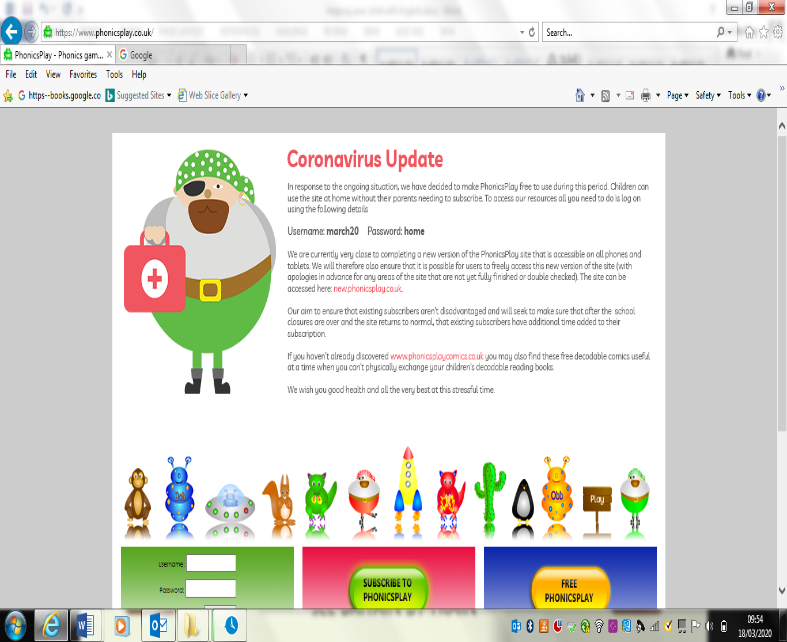 https://www.phonicsplay.co.uk/
Search...
PhonicsPlay - Phonics gam...
Google
File Edit View Favorites Tools Help
https--books.google.co Suggested Sites Web Slice Gallery
Page Safety Tools
Coronavirus Update
In response to the ongoing situation, we have decided to make PhonicsPlay free to use during this period. Children can
use the site at home without their parents needing to subscribe. To access our resources all you need to do is log on
using the following details
Username: march20 Password: home
We are currently very close to completing a new version of the PhonicsPlay site that is accessible on all phones and
tablets. We will therefore also ensure that it is possible for users to freely access this new version of the site (with
apologies in advance for any areas of the site that are not yet fully finished or double checked). The site can be
accessed here: new.phonicsplay.co.uk.
Our aim to ensure that existing subscribers aren't disadvantaged and will seek to make sure that after the school
closures are over and the site returns to normal, that existing subscribers have additional time added to their
subscription.
If you haven't already discovered www.phonicsplaycomics.co.uk you may also find these free decodable comics useful
at a time when you can't physically exchange your children's decodable reading books.
We wish you good health and all the very best at this stressful time.
Bob
Obb
Play
Username:
Password:
SUBSCRIBE TO
PHONICSPLAY
FREE
PHONICSPLAY
09:54
18/03/2020